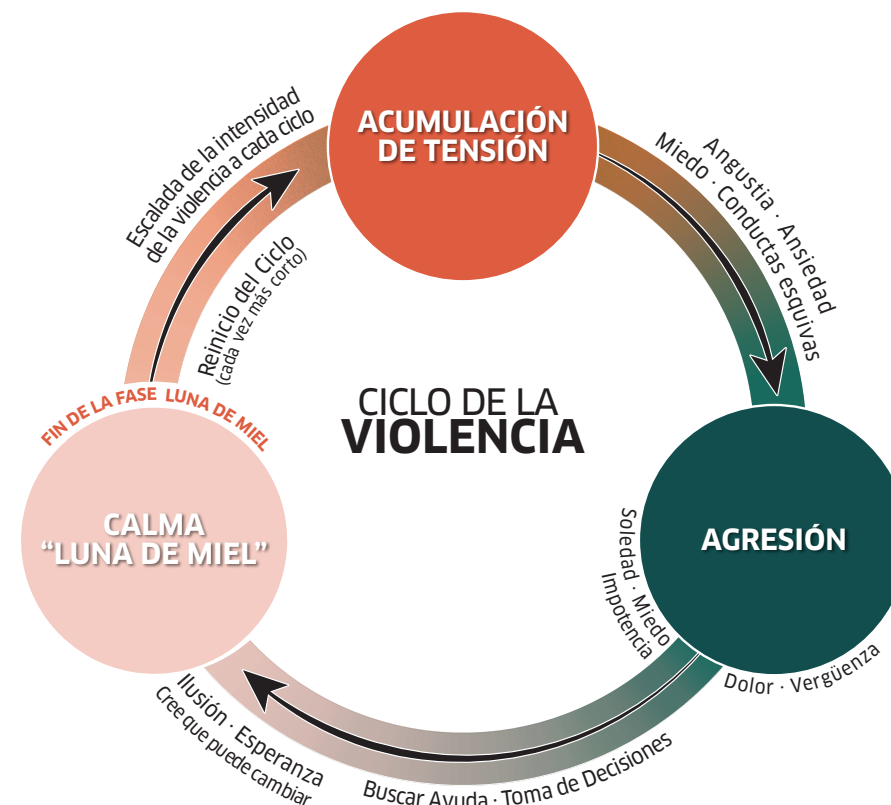 ACUMULACIÓN
DE TENSIÓN
Escalada de la intensidad
de la violencia a cada ciclo
Reinicio del Ciclo
(cada vez más corto)
Angustia · Ansiedad
Miedo · Conductas esquivas
CICLO DE LA
VIOLENCIA
FIN DE LA FASE LUNA DE MIEL
CALMA
“LUNA DE MIEL”
AGRESIÓN
Soledad · Miedo
Impotencia
Dolor · Vergüenza
Ilusión · Esperanza
Cree que puede cambiar
Buscar Ayuda · Toma de Decisiones